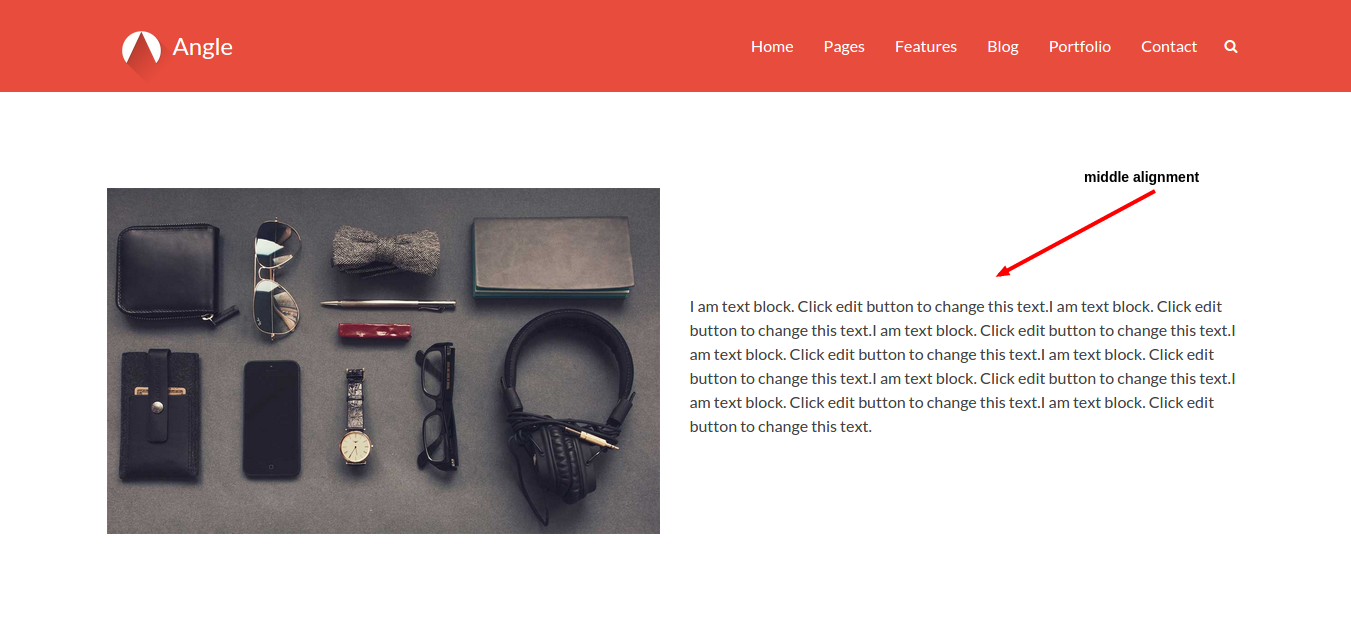 Angle
Home Pages Features Blog Portfolio Contact
middle alignment
I am text block. Click edit button to change this text.I am text block. Click edit
button to change this text.I am text block. Click edit button to change this text.I
am text block. Click edit button to change this text.I am text block. Click edit
button to change this text.I am text block. Click edit button to change this text.I
am text block. Click edit button to change this text.I am text block. Click edit
button to change this text.